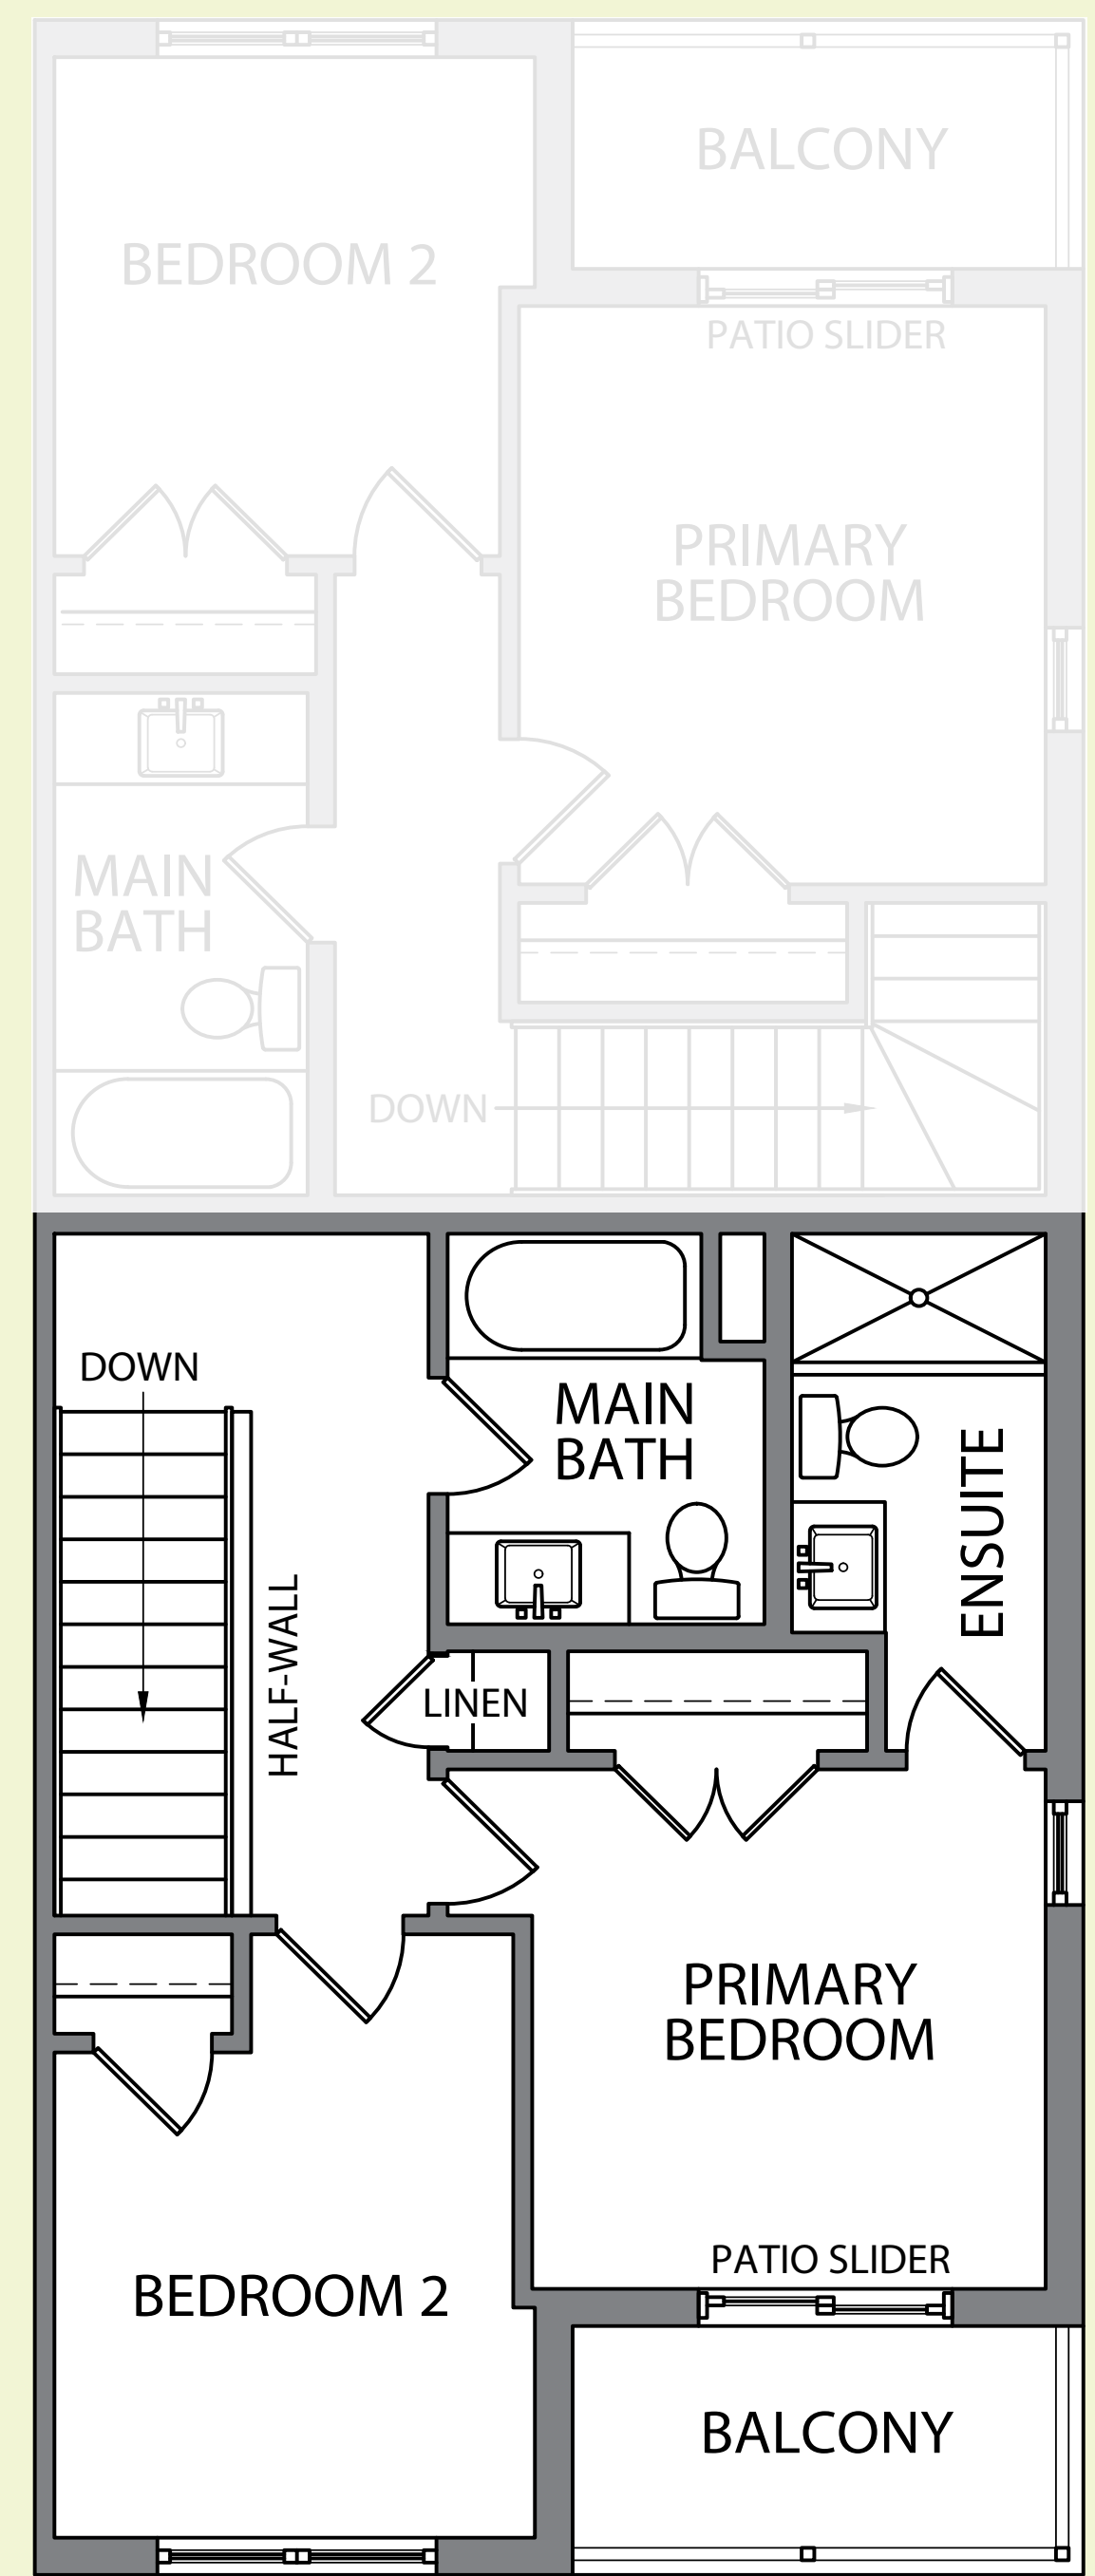 BALCONY
BEDROOM 2
PATIO SLIDER
PRIMARY
BEDROOM
MAIN
BATH
DOWN
DOWN
MAIN
BATH
ENSUITE
HALF-WALL
LINEN
PRIMARY
BEDROOM
PATIO SLIDER
BEDROOM 2
BALCONY